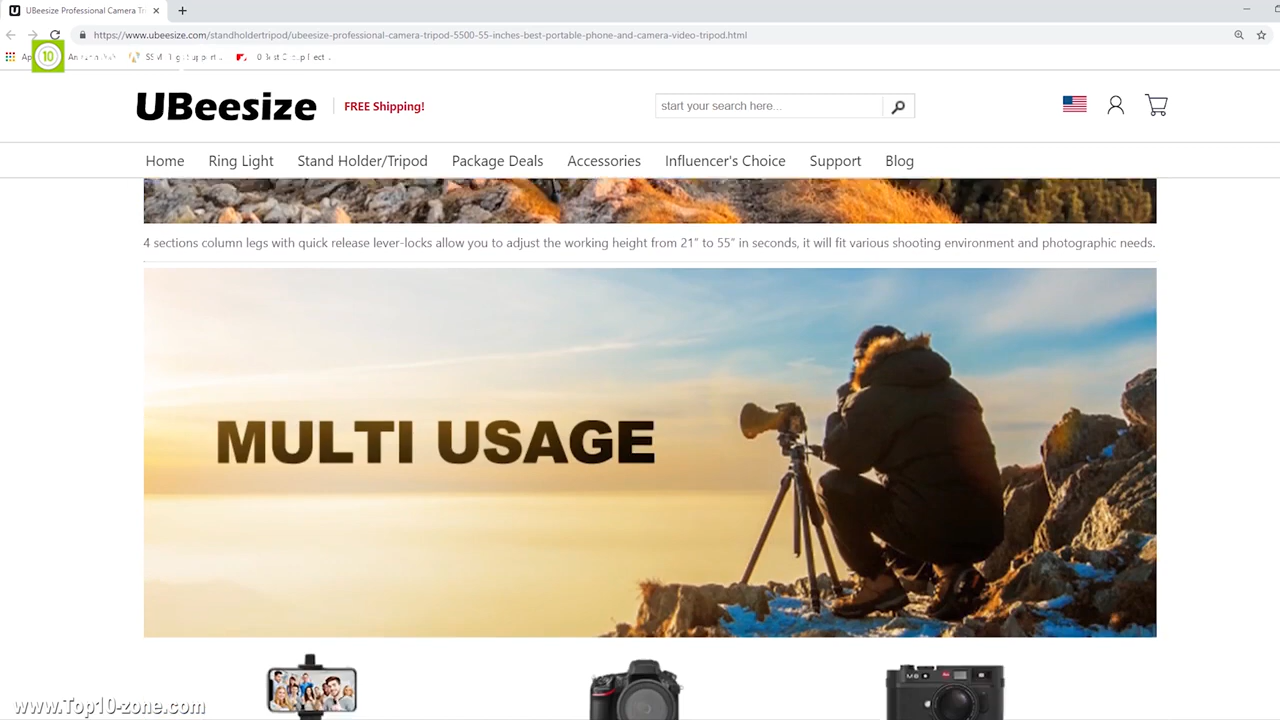 UBeesize Professional Camera Tr
https://www.ubeesize.com/standholdertripod/ubeesize-professional-camera-tripod-5500-55-inches-best-portable-phone-and-camera-video-tripod.html
10
UBeesize
FREE Shipping!
start your search here...
Home
Ring Light
Stand Holder/Tripod
Package Deals
Accessories
Influencer's Choice
Support
Blog
4 sections column legs with quick release lever-locks allow you to adjust the working height from 21” to 55” in seconds, it will fit various shooting environment and photographic needs.
MULTI USAGE
M8
www.Top10-zone.com